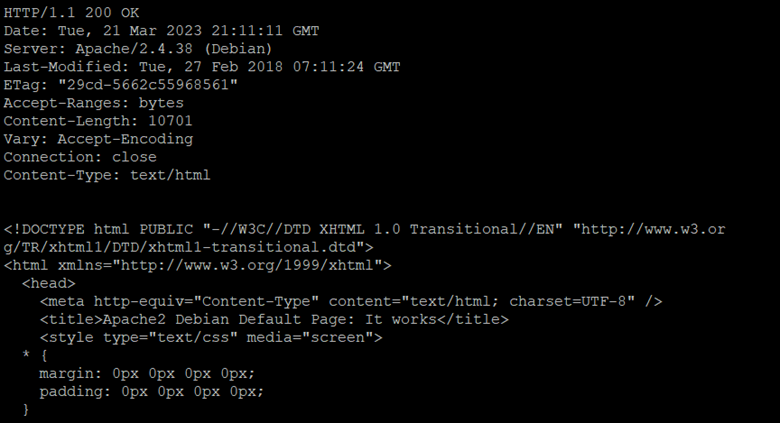 HTTP/1.1 200 OK
Date: Tue, 21 Mar 2023 21:11:11 GMT
Server: Apache/2.4.38 (Debian)
Last-Modified: Tue, 27 Feb 2018 07:11:24 GMT
ETag: "29cd-5662c55968561"
Accept-Ranges: bytes
Content-Length: 10701
Vary: Accept-Encoding
Connection: close
Content-Type: text/html

<!DOCTYPE html PUBLIC "-//W3C//DTD XHTML 1.0 Transitional//EN" "http://www.w3.or
g/TR/xhtml1/DTD/xhtml1-transitional.dtd">
<html xmlns="http://www.w3.org/1999/xhtml">
  <head>
    <meta http-equiv="Content-Type" content="text/html; charset=UTF-8" />
    <title>Apache2 Debian Default Page: It works</title>
    <style type="text/css" media="screen">
  * {
    margin: 0px 0px 0px 0px;
    padding: 0px 0px 0px 0px;
  }